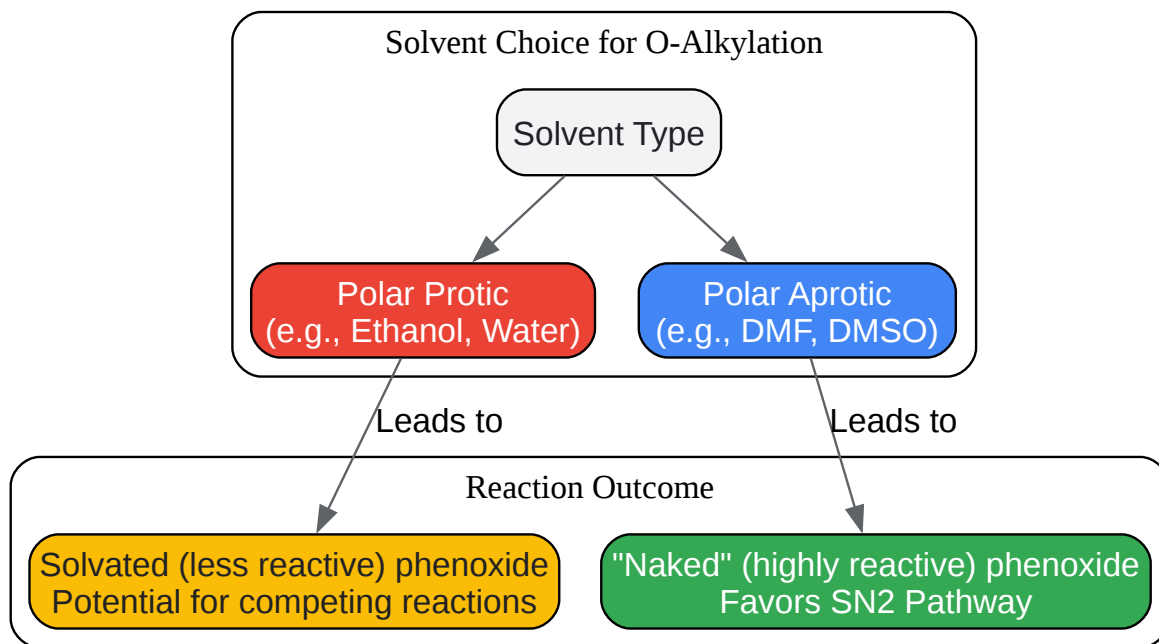 Solvent Choice for O-Alkylation
Solvent Type
Polar Protic
(e.g., Ethanol, Water)
Polar Aprotic
(e.g., DMF, DMSO)
Leads to
Leads to
Reaction Outcome
Solvated (less reactive) phenoxide
Potential for competing reactions
"Naked" (highly reactive) phenoxide
Favors SN2 Pathway